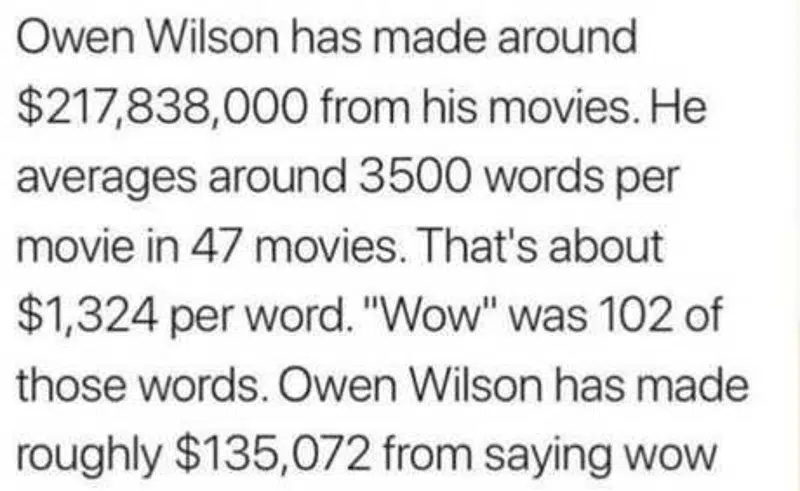 Owen Wilson has made around
$217,838,000 from his movies. He
averages around 3500 words per
movie in 47 movies. That's about
$1,324 per word. "Wow" was 102 of
those words. Owen Wilson has made
roughly $135,072 from saying wow